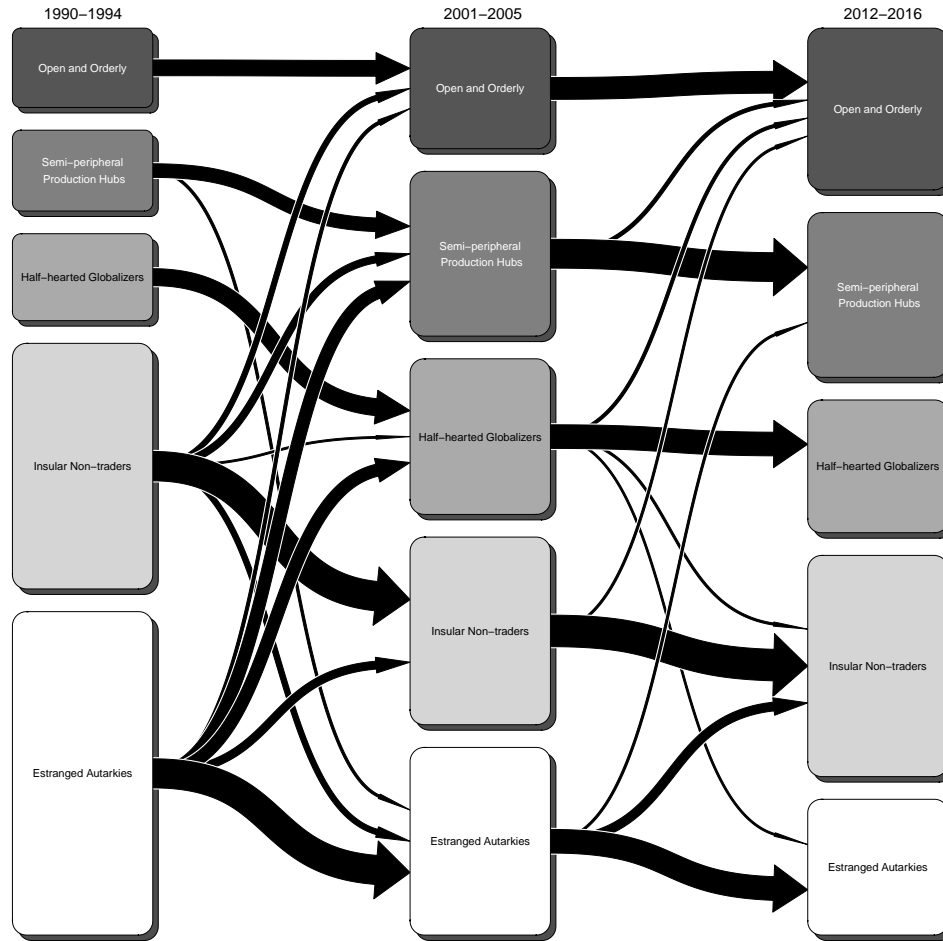 1990–1994
2001–2005
2012–2016
Open and Orderly
Semi–peripheral
Production Hubs
Half–hearted Globalizers
Insular Non–traders
Estranged Autarkies
Open and Orderly
Semi–peripheral
Production Hubs
Half–hearted Globalizers
Insular Non–traders
Estranged Autarkies
Open and Orderly
Semi–peripheral
Production Hubs
Half–hearted Globalizers
Insular Non–traders
Estranged Autarkies